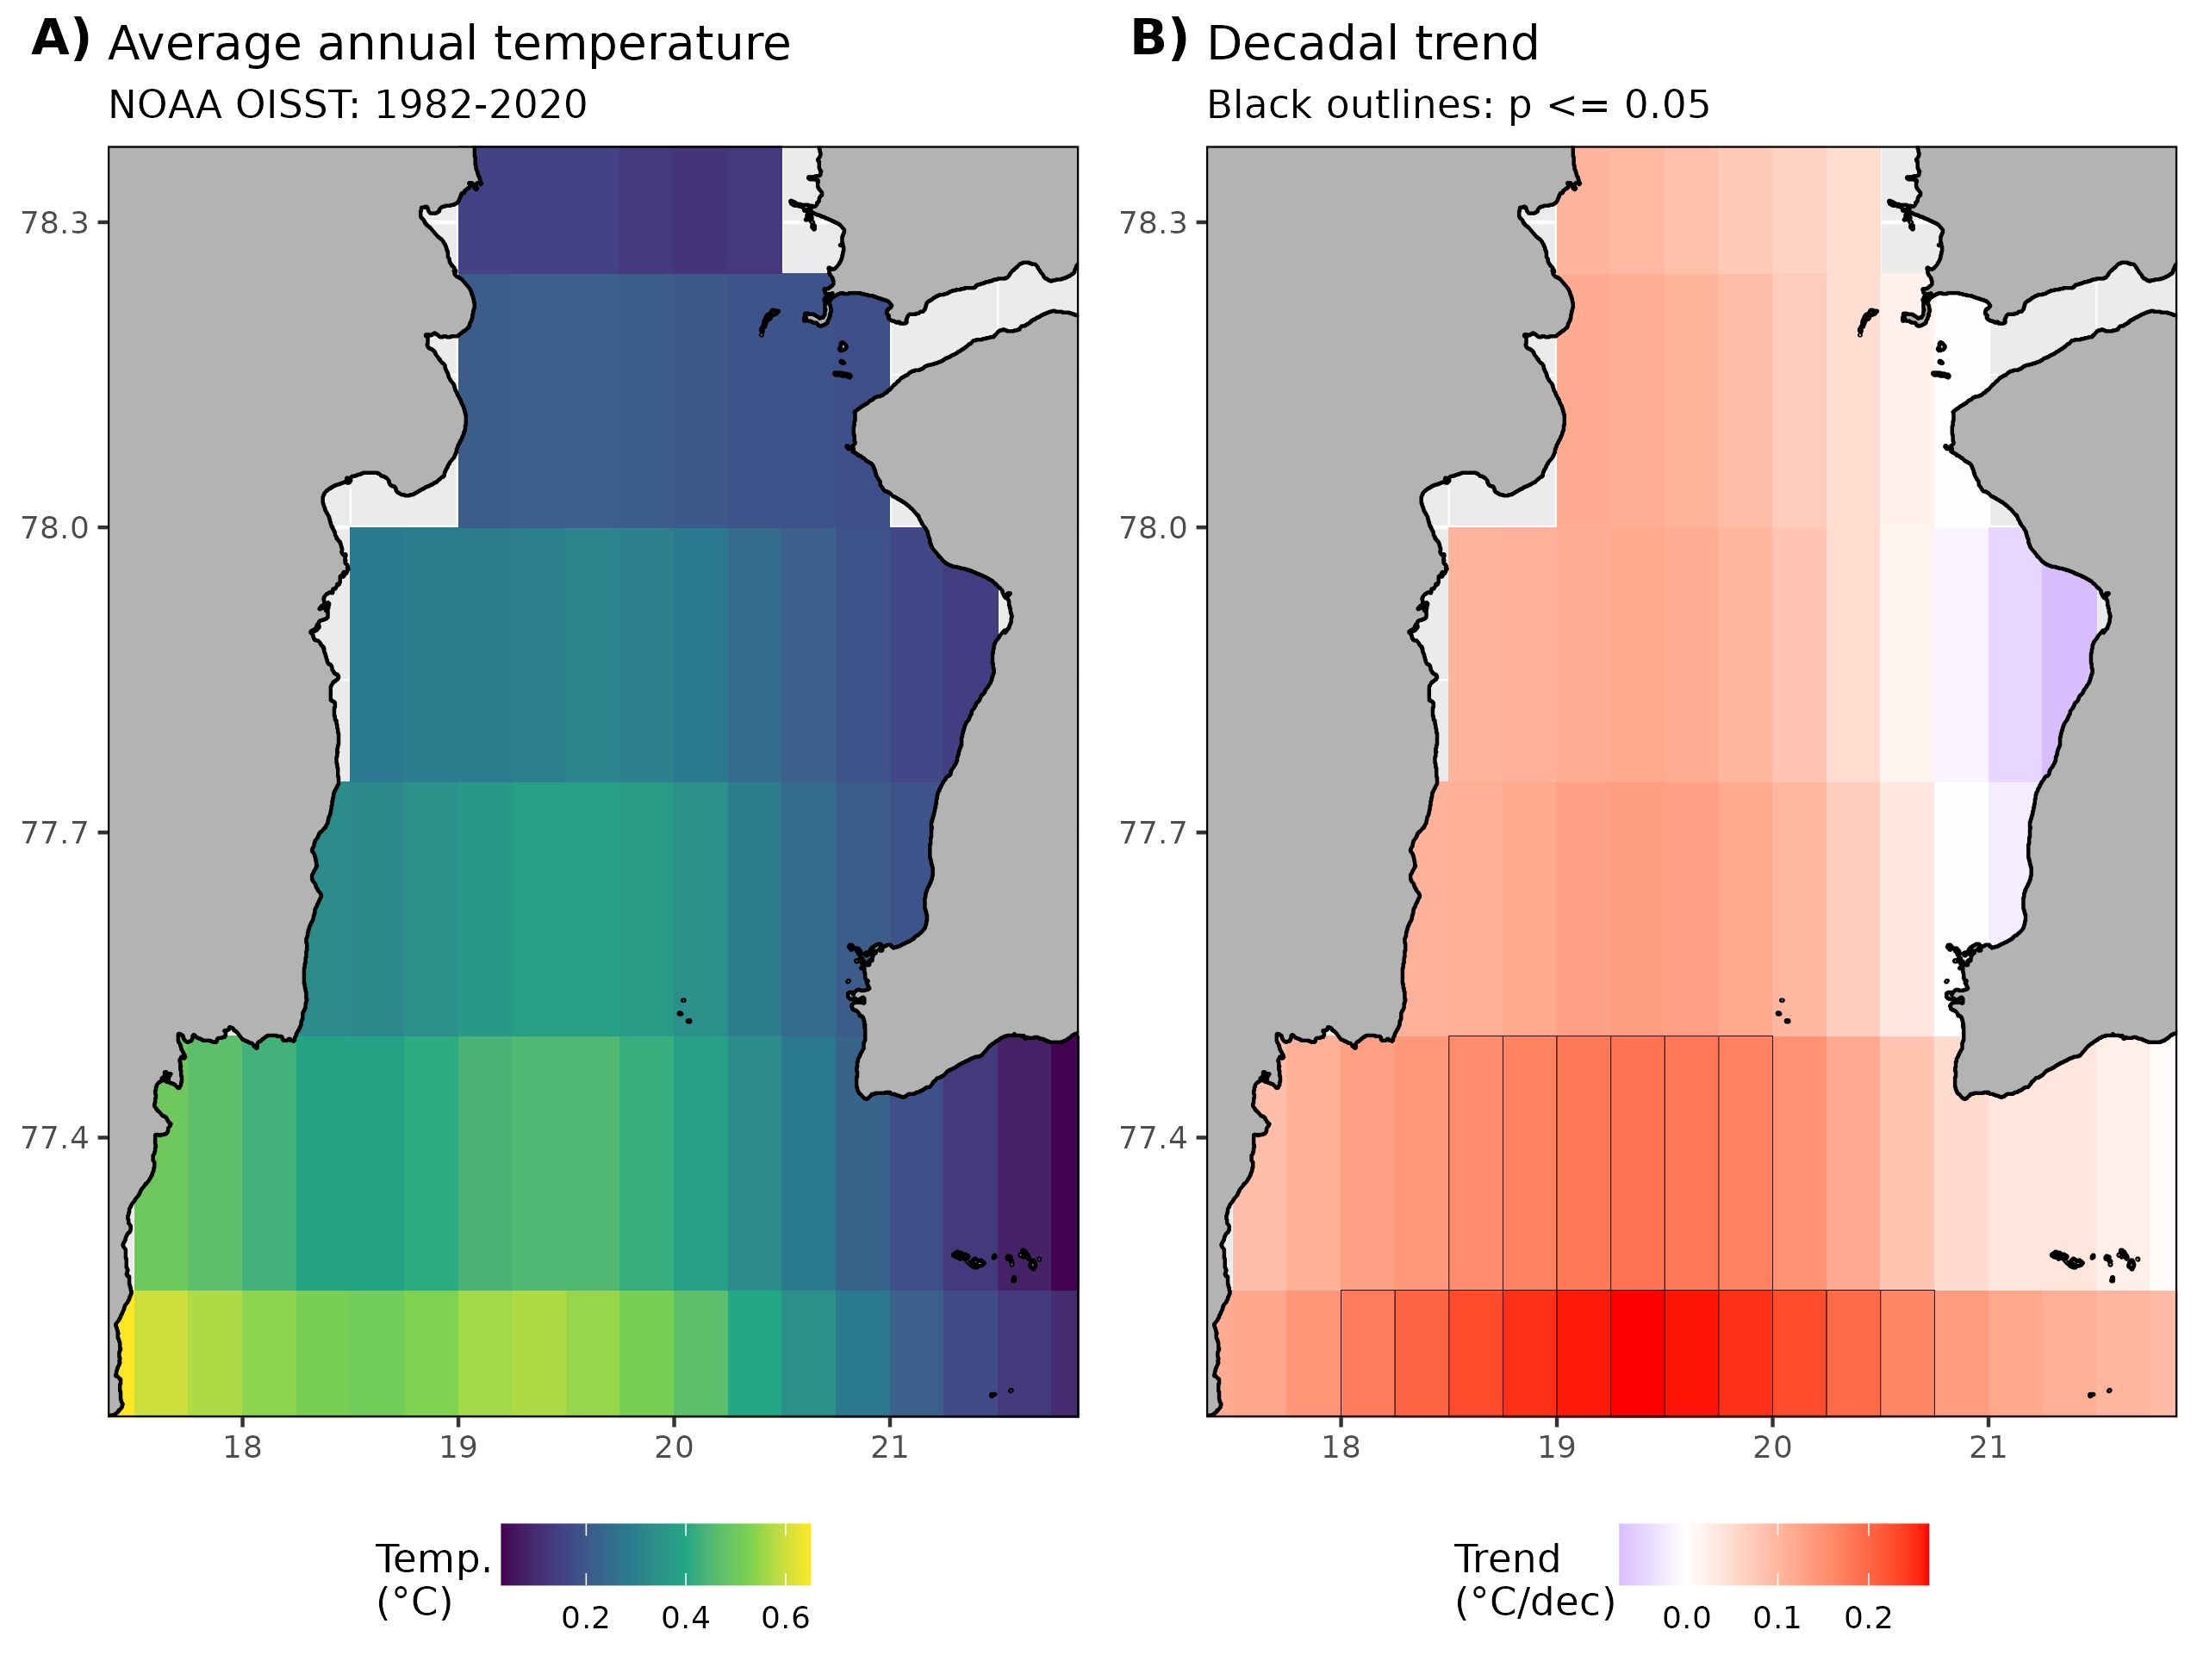 A) Average annual temperature
NOAA OISST: 1982-2020
78.3
78.0
77.7
77.4
18 19 20 21
Temp.
(°C)
0.2 0.4 0.6
B) Decadal trend
Black outlines: p <= 0.05
78.3
78.0
77.7
77.4
18 19 20 21
Trend
(°C/dec)
0.0 0.1 0.2